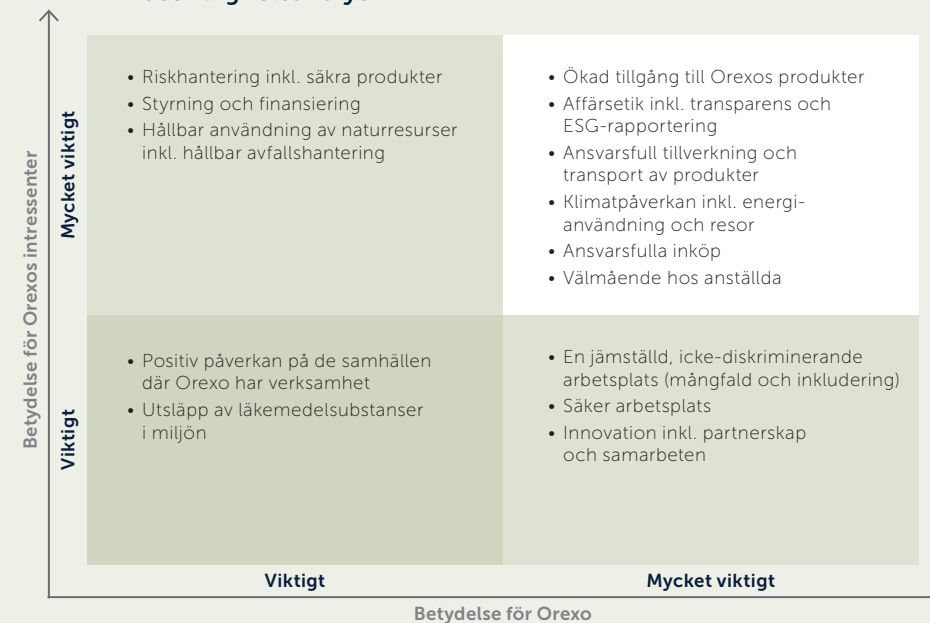 Betydelse för Orexos intressenter
Mycket viktigt
• Riskhantering inkl. säkra produkter
• Styrning och finansiering
• Hållbar användning av naturresurser
inkl. hållbar avfallshantering
• Ökad tillgång till Orexos produkter
• Affärsetik inkl. transparens och
ESG-rapportering
• Ansvarsfull tillverkning och
transport av produkter
• Klimatpåverkan inkl. energi-
användning och resor
• Ansvarsfulla inköp
• Välmående hos anställda
Viktigt
• Positiv påverkan på de samhällen
där Orexo har verksamhet
• Utsläpp av läkemedelsubstanser
i miljön
• En jämställd, icke-diskriminerande
arbetsplats (mångfald och inkludering)
• Säker arbetsplats
• Innovation inkl. partnerskap
och samarbeten
Viktigt
Mycket viktigt
Betydelse för Orexo